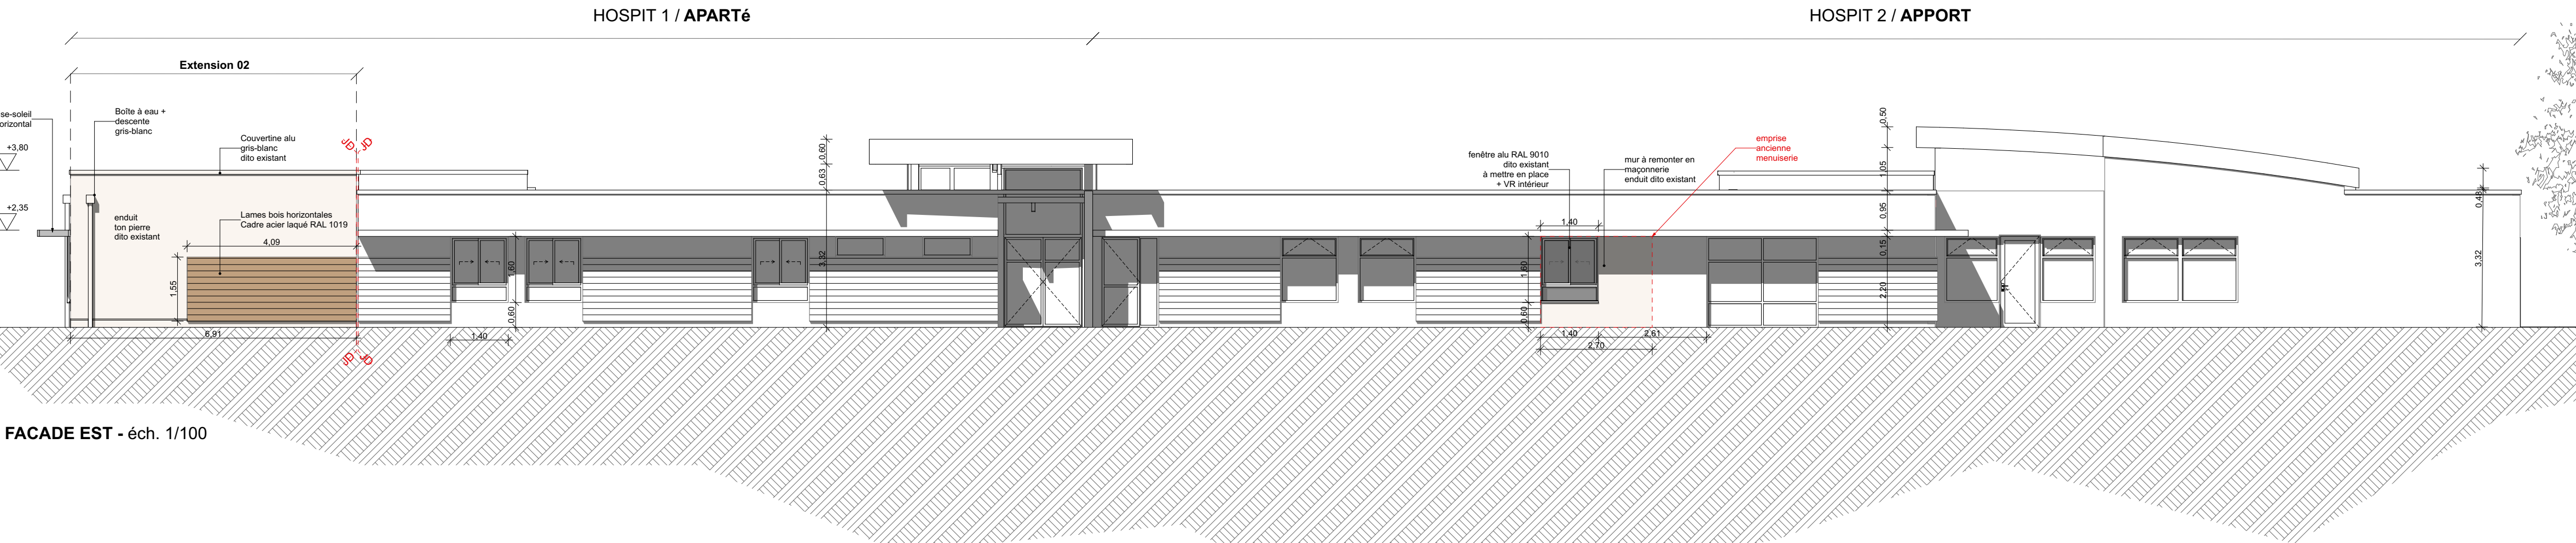 HOSPIT 1 / APARTé
HOSPIT 2 / APPORT
Extension 02
se-soleil
orizontal
Boîte à eau +
descente
gris-blanc
Couvertine alu
gris-blanc
dito existant
JD
JD
+3,80
+2,35
enduit
ton pierre
dito existant
Lames bois horizontales
Cadre acier laqué RAL 1019
4,09
1,55
6,91
JD
JD
1,40
1,60
0,60
0,60
0,63
3,32
fenêtre alu RAL 9010
dito existant
à mettre en place
+ VR intérieur
mur à remonter en
maçonnerie
enduit dito existant
emprise
ancienne
menuiserie
1,40
1,60
0,60
1,40
2,61
2,70
0,50
1,05
0,95
0,15
2,20
0,48
3,32
FACADE EST - éch. 1/100